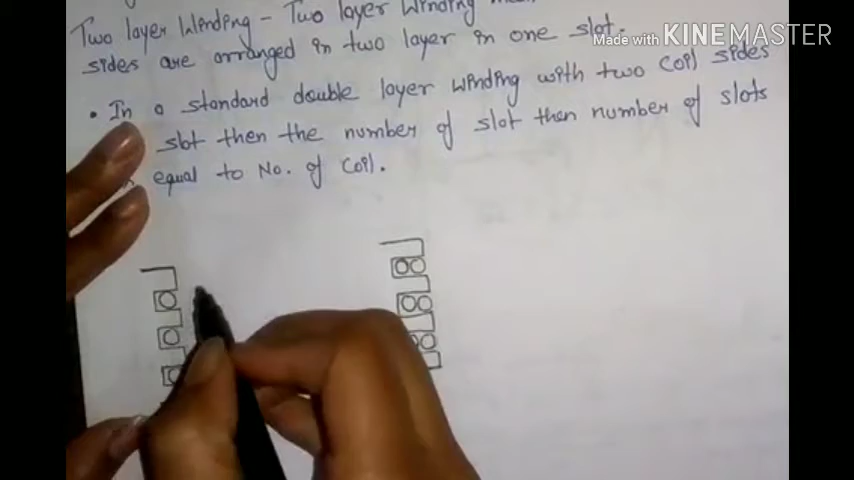 Two layer Winding - Two layer Winding
sides are arranged in two layer in one slot.
Made with KINEMASTER
• In a standard double layer winding with two coil sides
slot then the number of slot then number of slots
equal to No. of Coil.